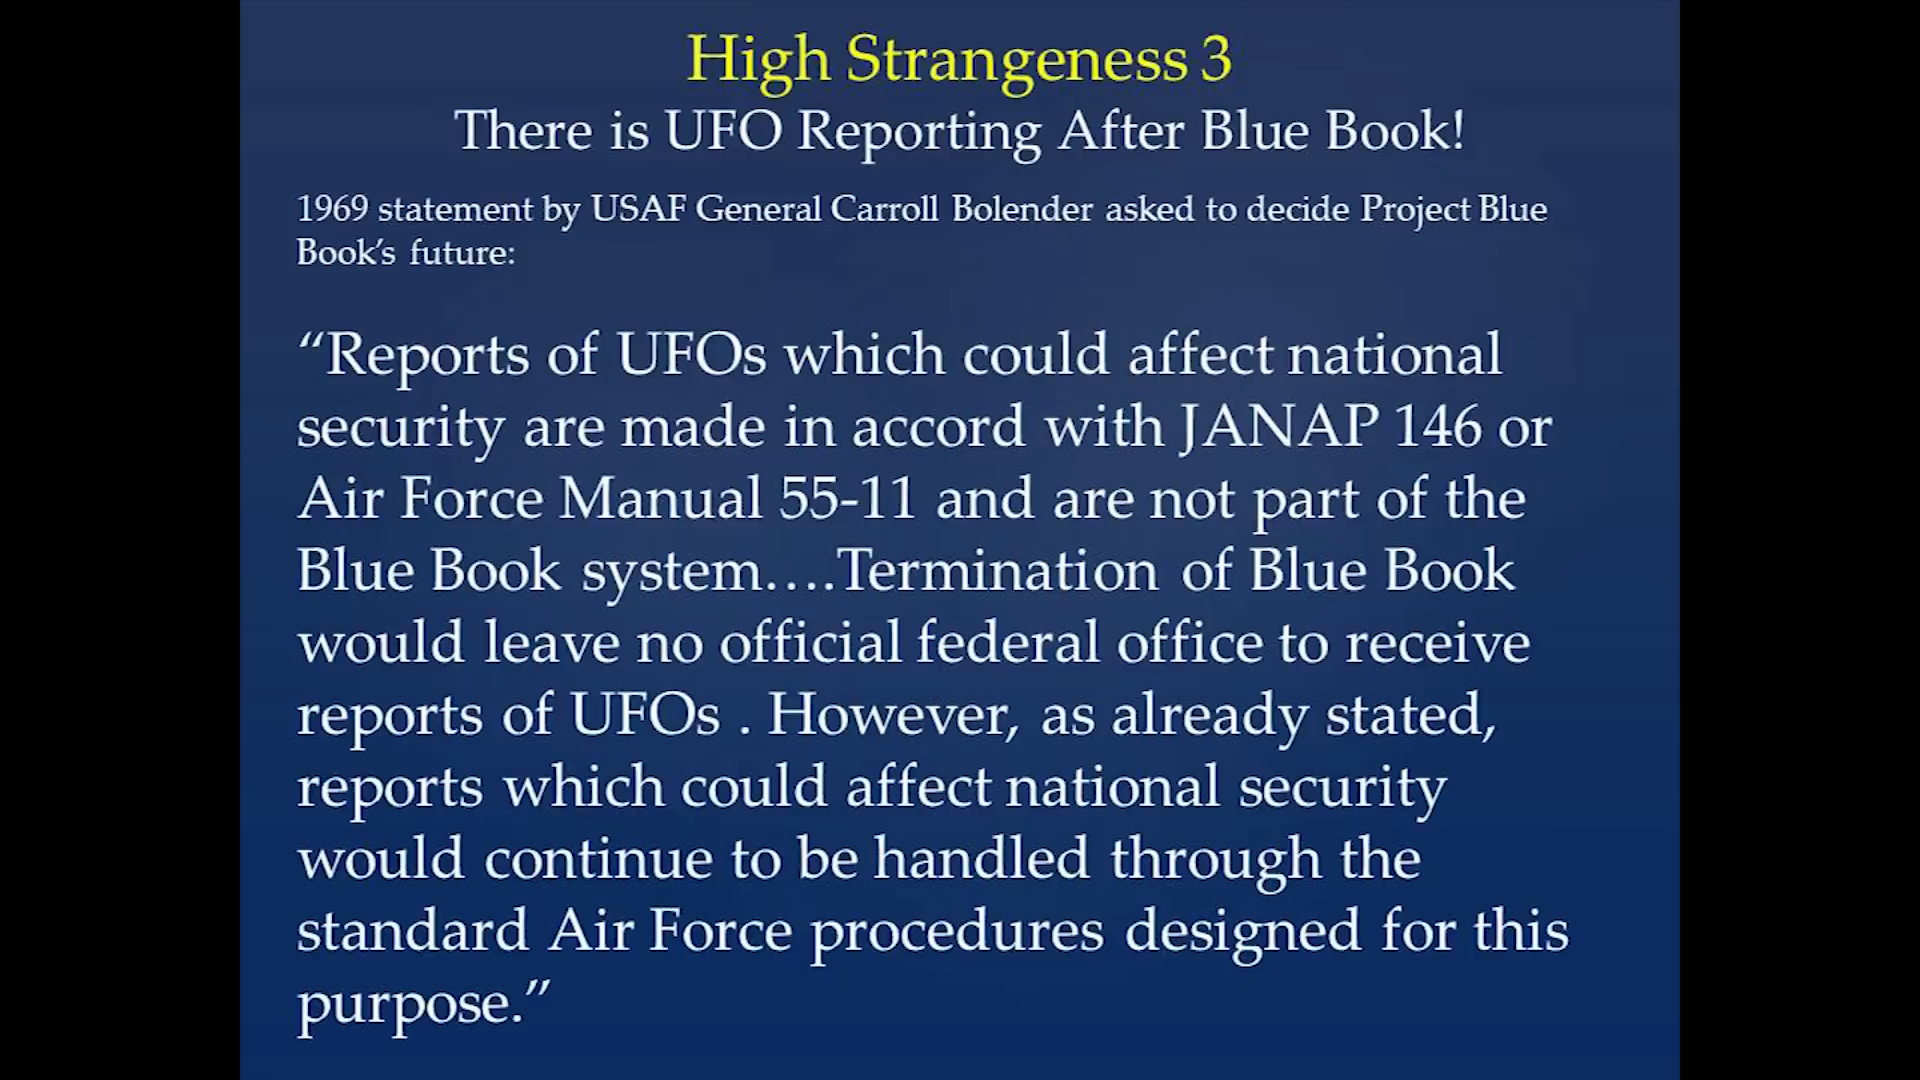 High Strangeness 3
There is UFO Reporting After Blue Book!
1969 statement by USAF General Carroll Bolender asked to decide Project Blue
Book’s future:
“Reports of UFOs which could affect national
security are made in accord with JANAP 146 or
Air Force Manual 55-11 and are not part of the
Blue Book system….Termination of Blue Book
would leave no official federal office to receive
reports of UFOs . However, as already stated,
reports which could affect national security
would continue to be handled through the
standard Air Force procedures designed for this
purpose.”